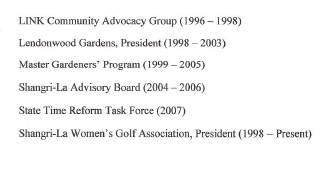 LINK Community Advocacy Group (1996 – 1998)
Lendonwood Gardens, President (1998 – 2003)
Master Gardeners' Program (1999 – 2005)
Shangri-La Advisory Board (2004 – 2006)
State Time Reform Task Force (2007)
Shangri-La Women's Golf Association, President (1998 – Present)